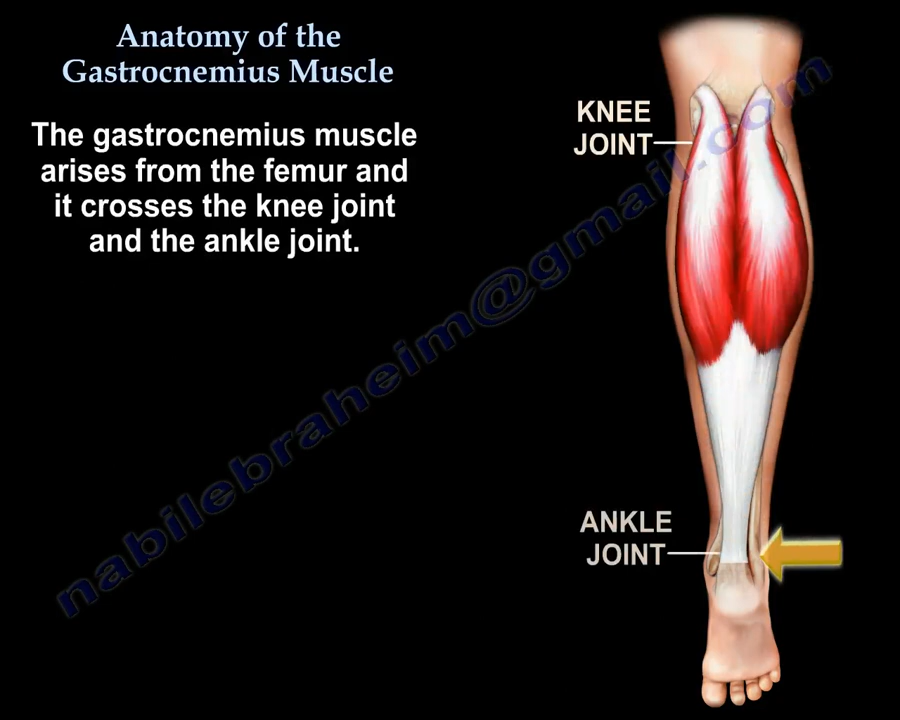 Anatomy of the
Gastrocnemius Muscle
The gastrocnemius muscle
arises from the femur and
it crosses the knee joint
and the ankle joint.
KNEE
JOINT
ANKLE
JOINT
nabilebraheim@gmail.com